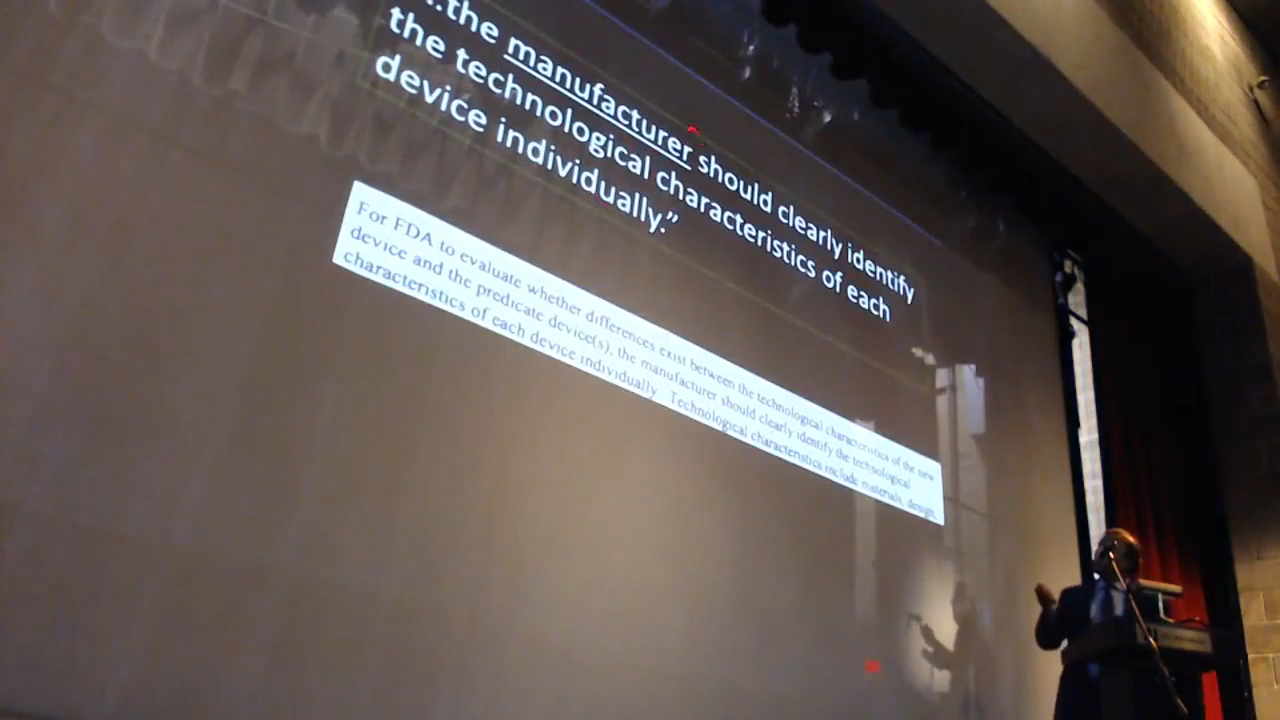 ..the manufacturer should clearly identify
the technological characteristics of each
device individually.”
For FDA to evaluate whether differences exist between the technological characteristics of the new
device and the predicate device(s), the manufacturer should clearly identify the technological
characteristics of each device individually. Technological characteristics include materials, design,